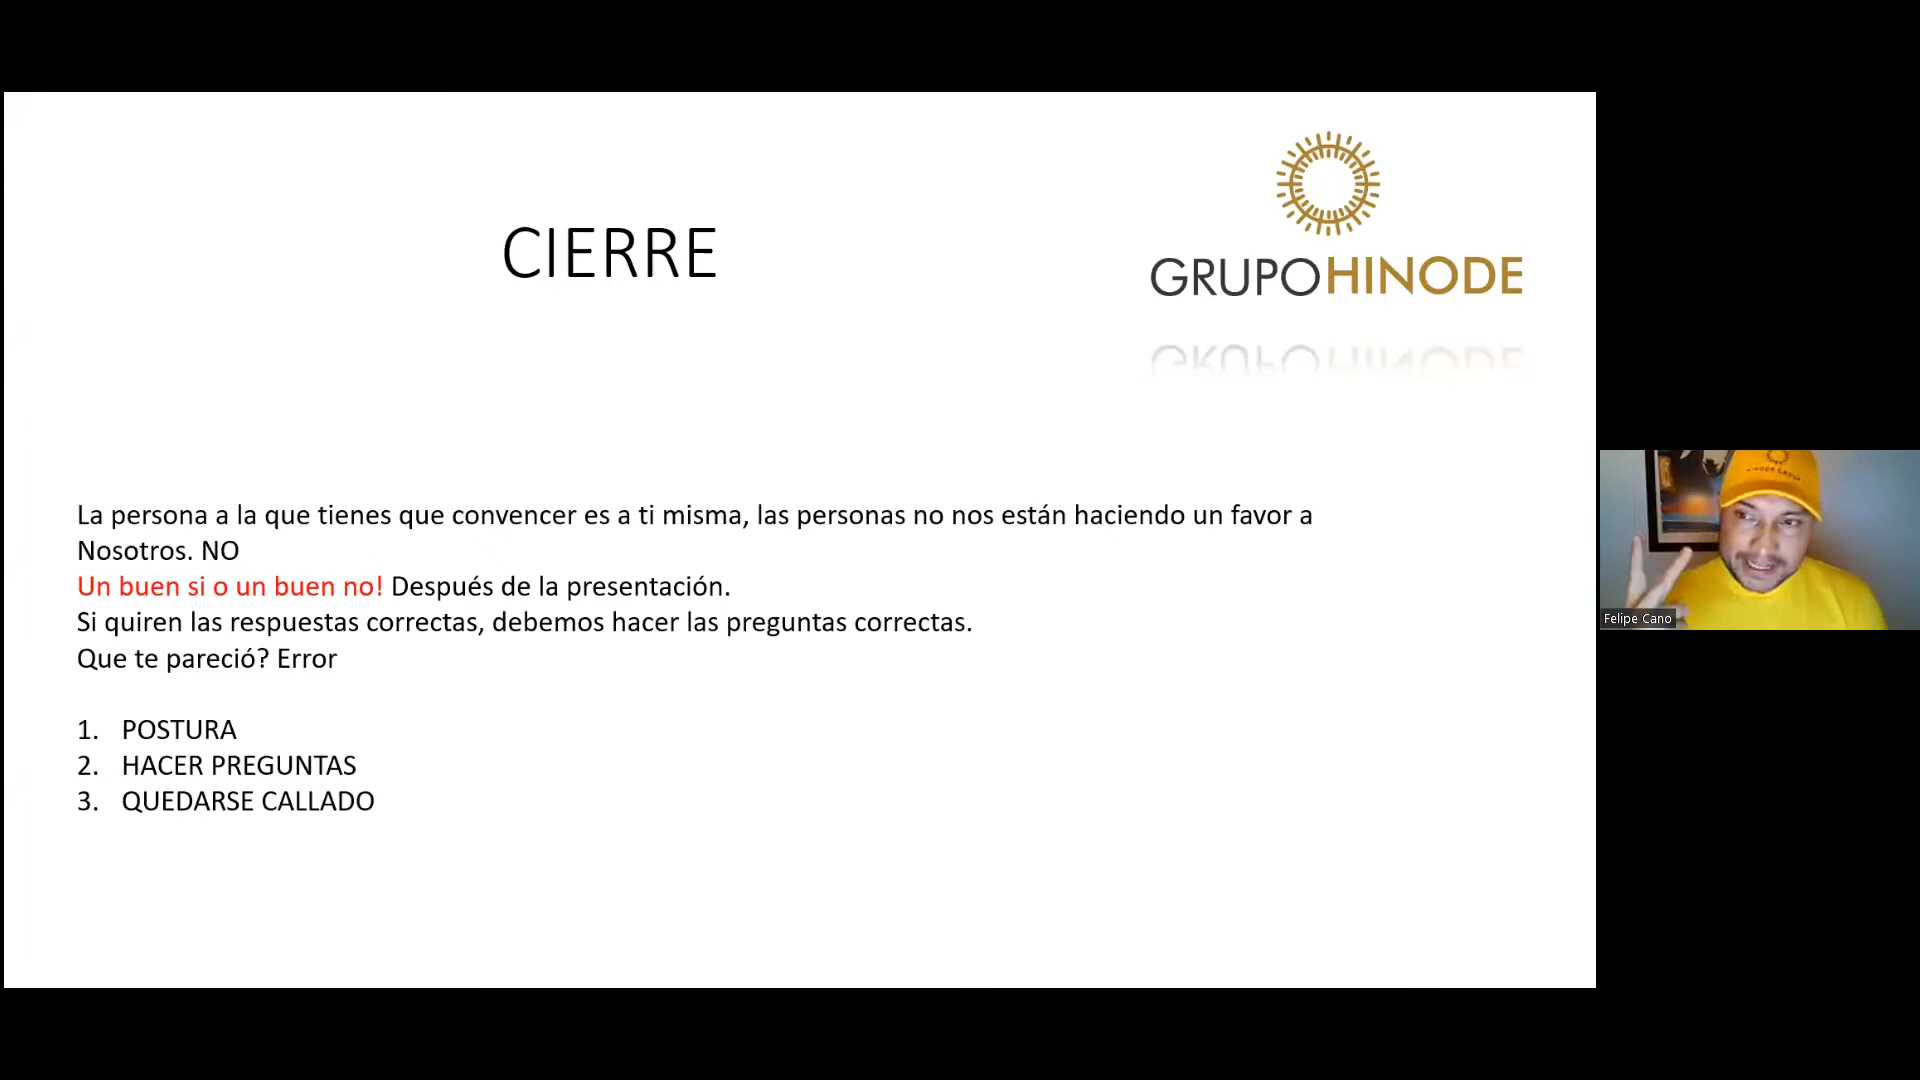 CIERRE
GRUPOHINODE
La persona a la que tienes que convencer es a ti misma, las personas no nos están haciendo un favor a
Nosotros. NO
Un buen si o un buen no! Después de la presentación.
Si quiren las respuestas correctas, debemos hacer las preguntas correctas.
Que te pareció? Error
1. POSTURA
2. HACER PREGUNTAS
3. QUEDARSE CALLADO
Felipe Cano